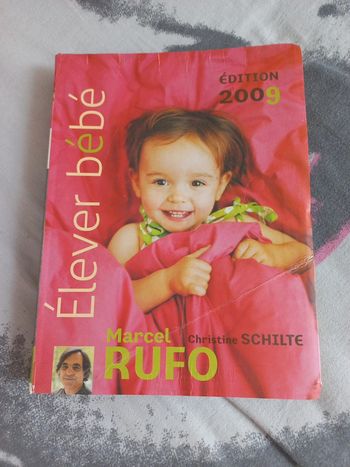 ÉDITION
2009
Élever bébé
Marcel
RUFO
Christine SCHILTE